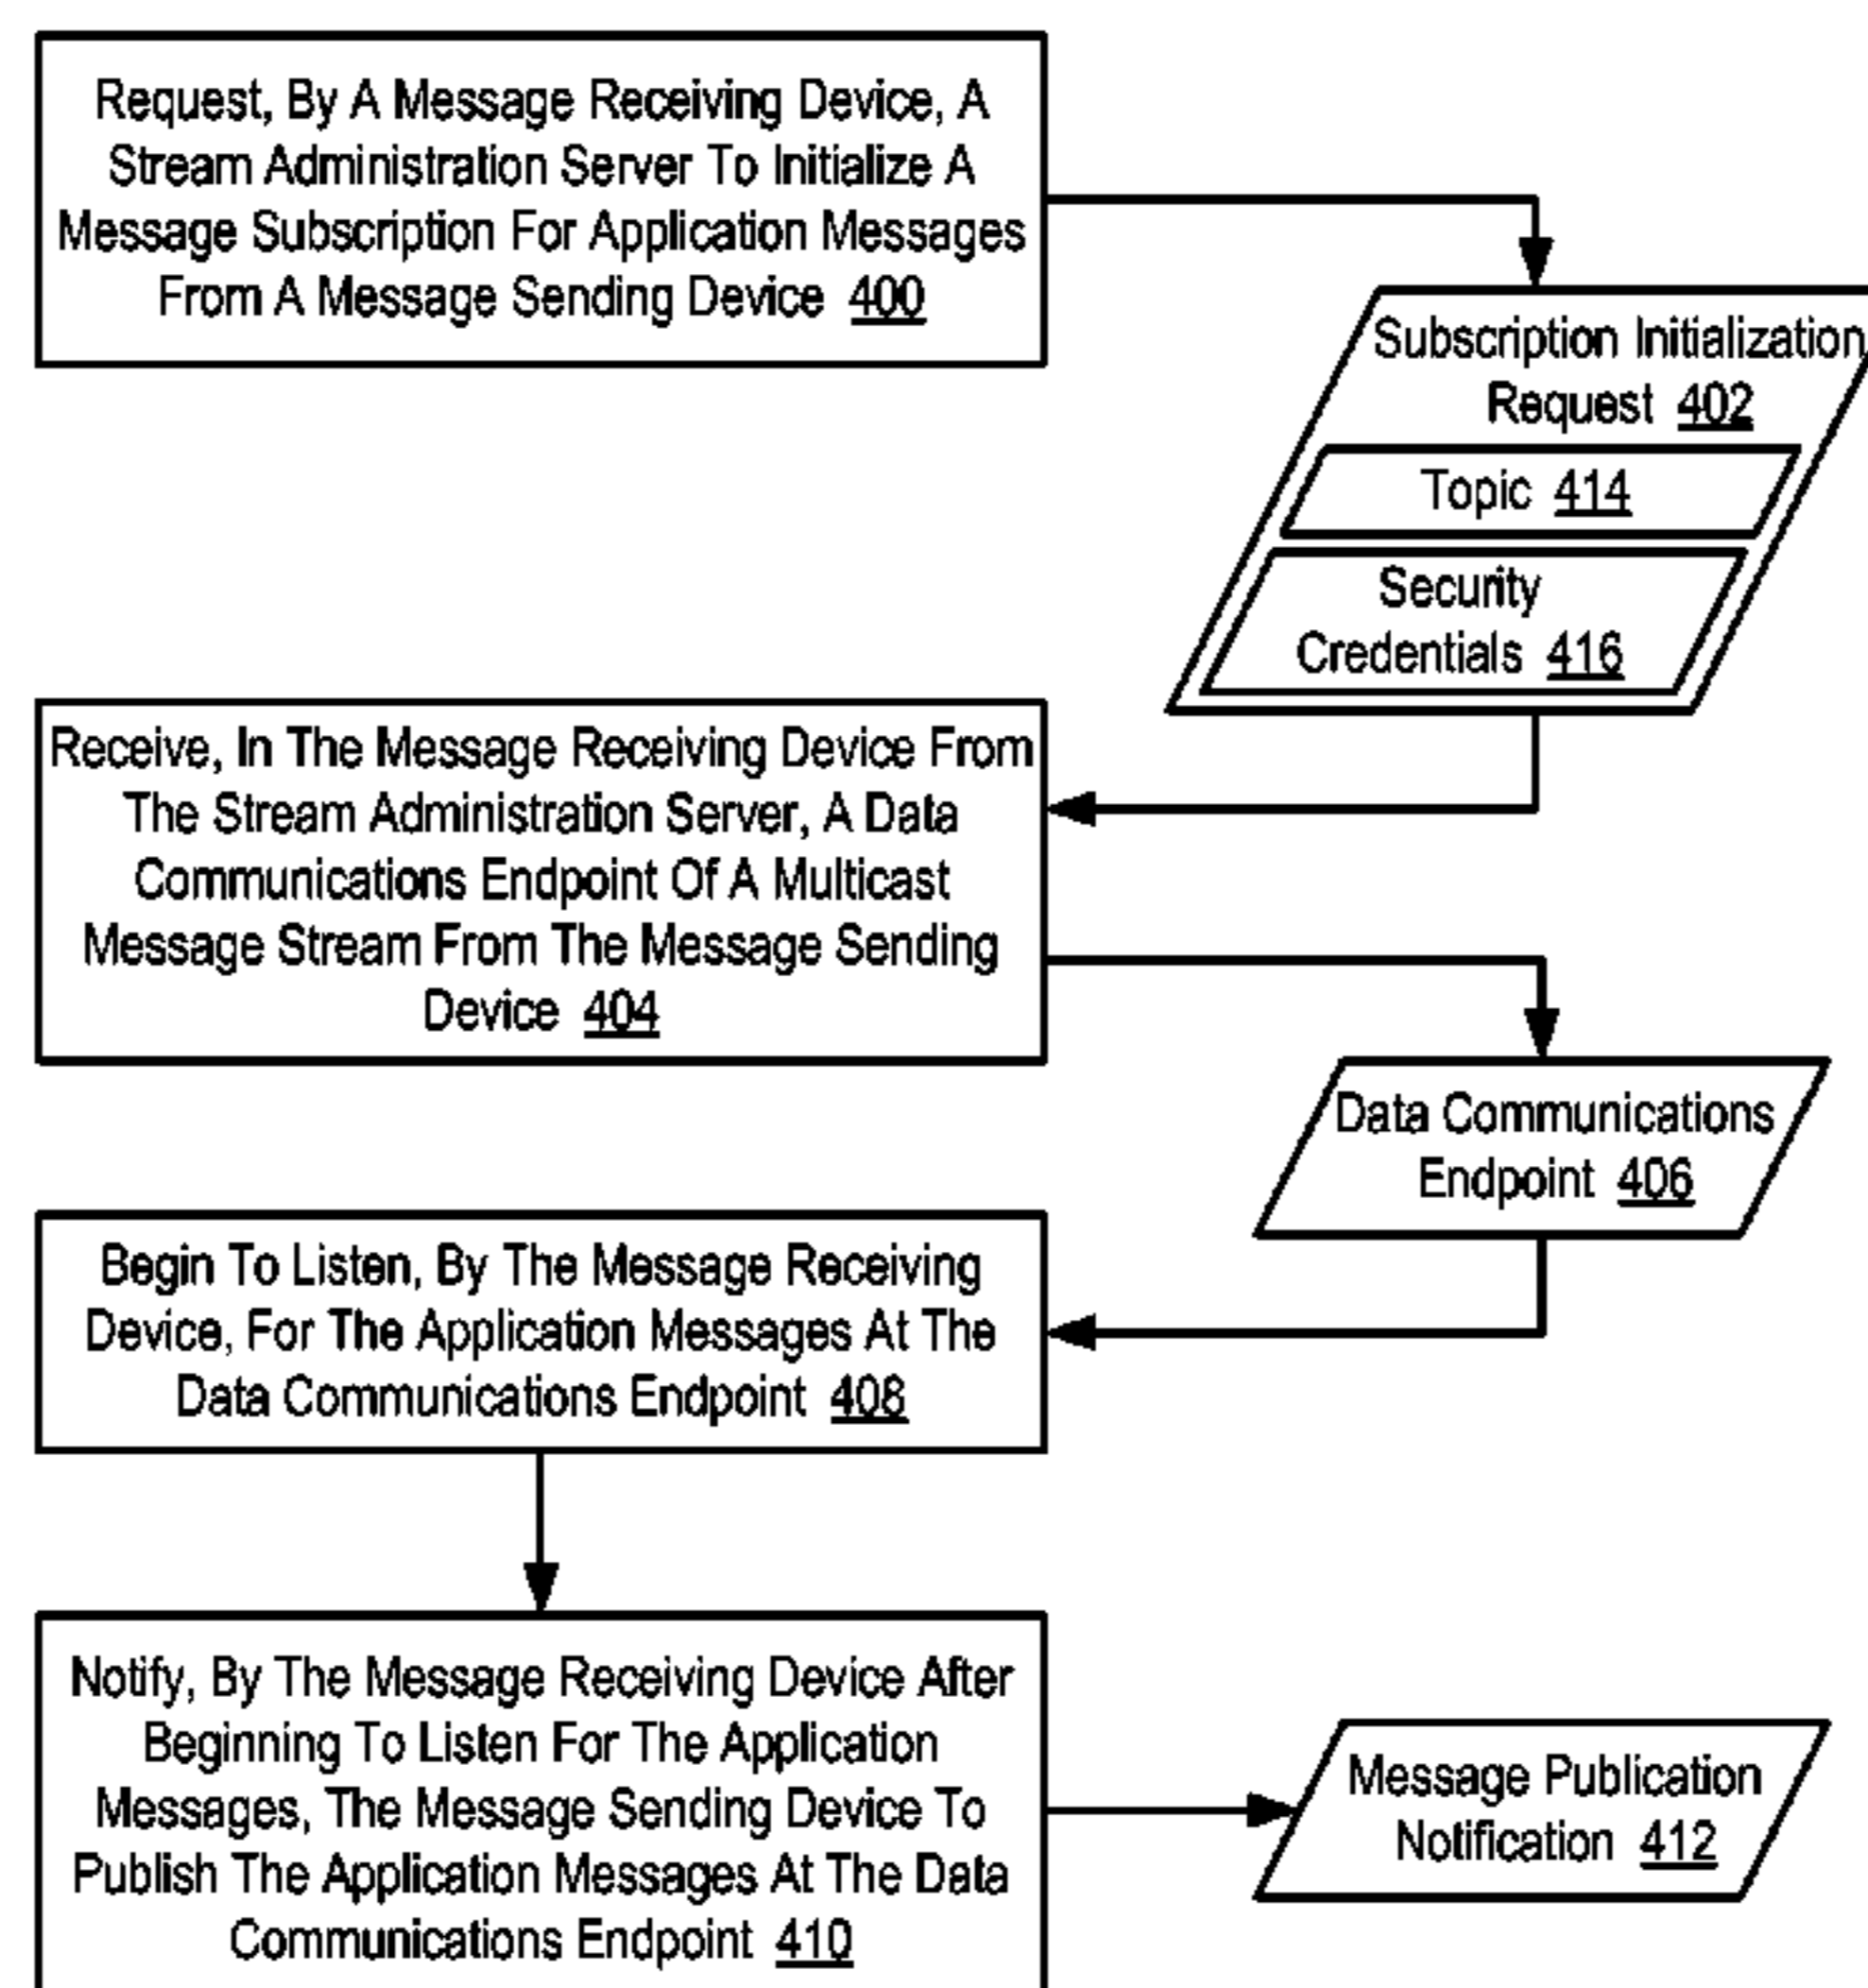 Request, By A Message Receiving Device, A
Stream Administration Server To Initialize A
Message Subscription For Application Messages
From A Message Sending Device 400
Subscription Initialization
Request 402
Topic 414
Security
Credentials 416
Receive, In The Message Receiving Device From
The Stream Administration Server, A Data
Communications Endpoint Of A Multicast
Message Stream From The Message Sending
Device 404
Data Communications
Endpoint 406
Begin To Listen, By The Message Receiving
Device, For The Application Messages At The
Data Communications Endpoint 408
Notify, By The Message Receiving Device After
Beginning To Listen For The Application
Messages, The Message Sending Device To
Publish The Application Messages At The Data
Communications Endpoint 410
Message Publication
Notification 412